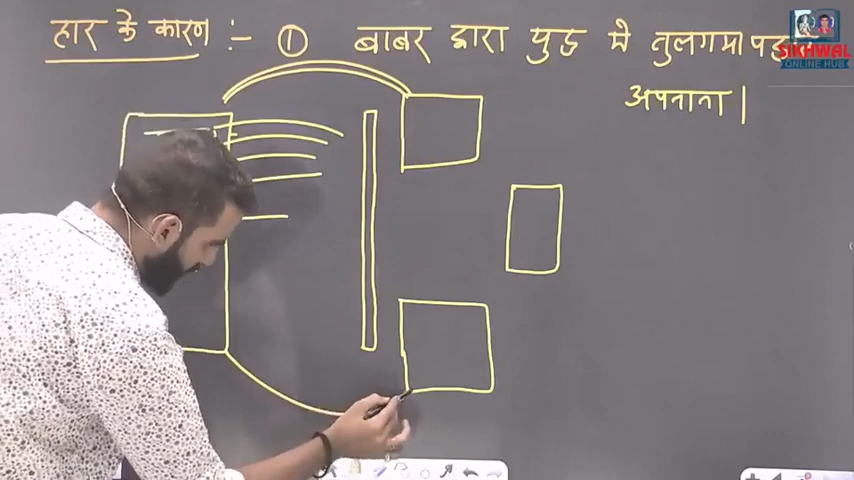 हार के कारण :- ① बाबर द्वारा युद्ध मे तुलगमा पद्धति
अपनाना |
SIKHWAL
ONLINE HUB